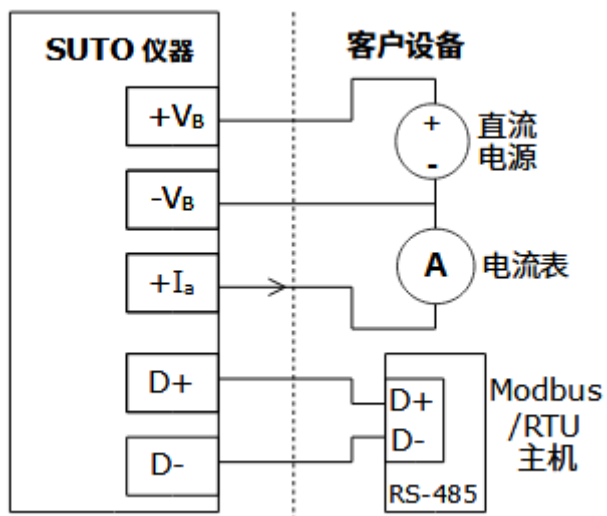 SUTO 仪器
客户设备
+VB
+
-
直流
电源
-VB
A
电流表
+Ia
D+
D-
D+
D-
RS-485
Modbus
/RTU
主机